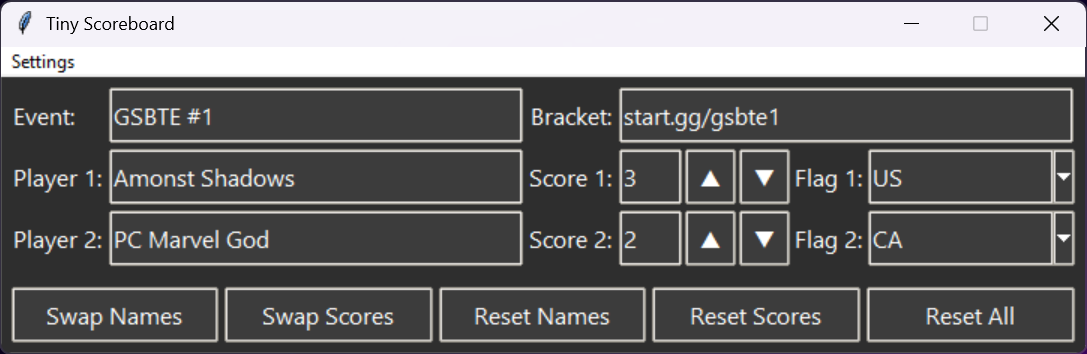 Tiny Scoreboard
Settings
Event: GSBTE #1 Bracket: start.gg/gsbte1
Player 1: Amonst Shadows Score 1: 3 ▲ ▼ Flag 1: US
Player 2: PC Marvel God Score 2: 2 ▲ ▼ Flag 2: CA
Swap Names Swap Scores Reset Names Reset Scores Reset All